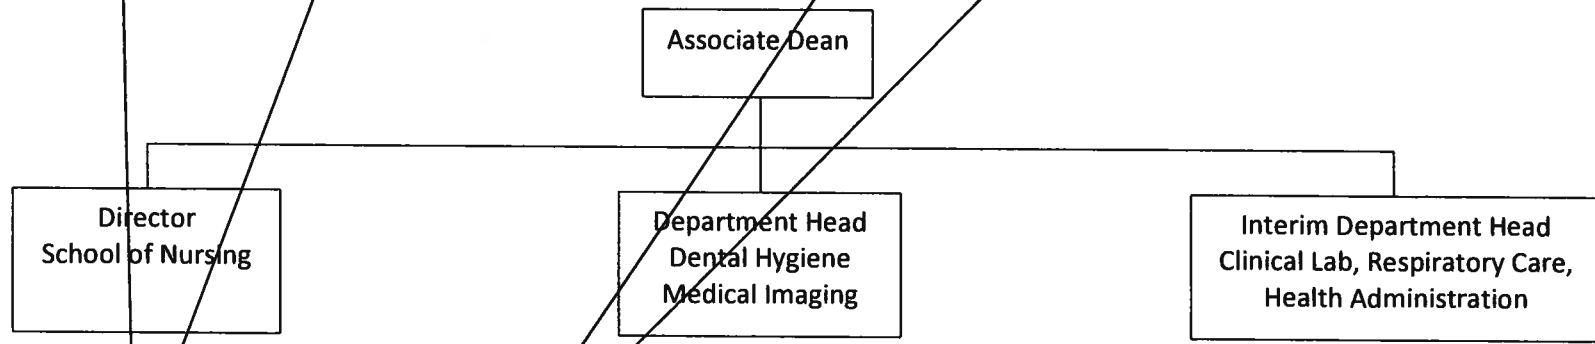 Associate Dean
Director
School of Nursing
Department Head
Dental Hygiene
Medical Imaging
Interim Department Head
Clinical Lab, Respiratory Care,
Health Administration